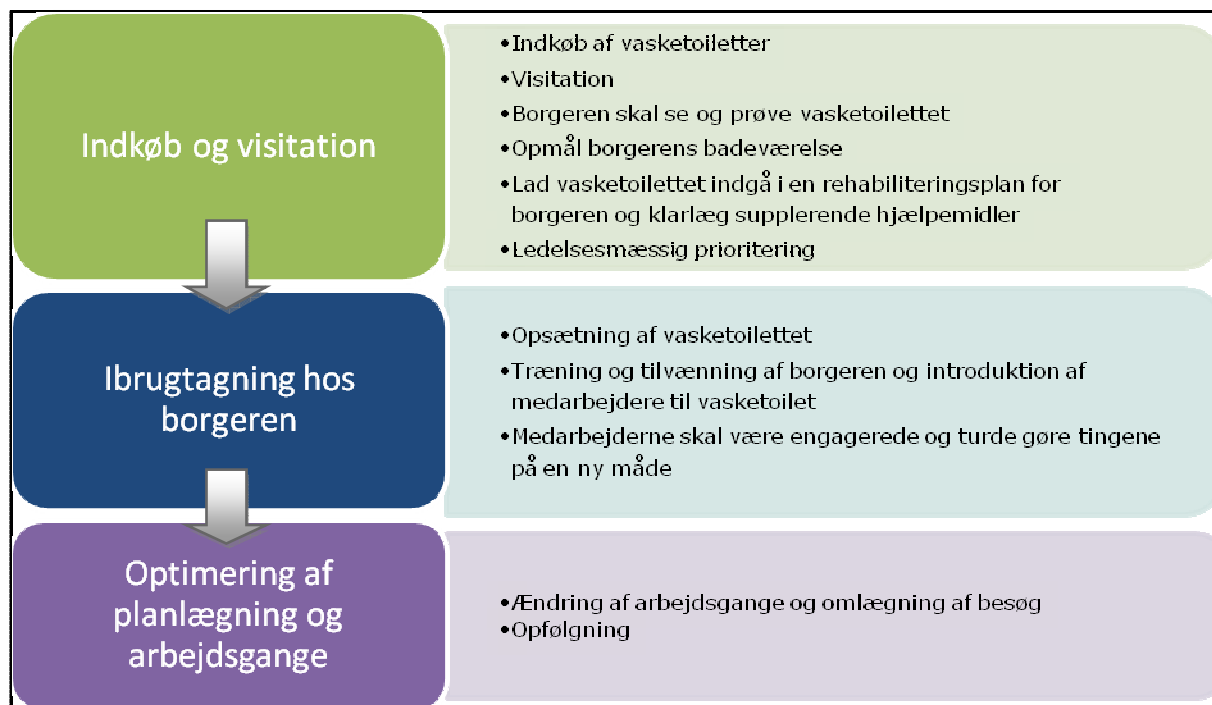 Indkøb og visitation
•Indkøb af vasketoiletter
•Visitation
•Borgeren skal se og prøve vasketoilettet
•Opmål borgerens badeværelse
•Lad vasketoilettet indgå i en rehabiliteringsplan for
borgeren og klarlæg supplerende hjælpemidler
•Ledelsesmæssig prioritering
Ibrugtagning hos
borgeren
•Opsætning af vasketoilettet
•Træning og tilvænning af borgeren og introduktion af
medarbejdere til vasketoilet
•Medarbejderne skal være engagerede og turde gøre tingene
på en ny måde
Optimering af
planlægning og
arbejdsgange
•Ændring af arbejdsgange og omlægning af besøg
•Opfølgning